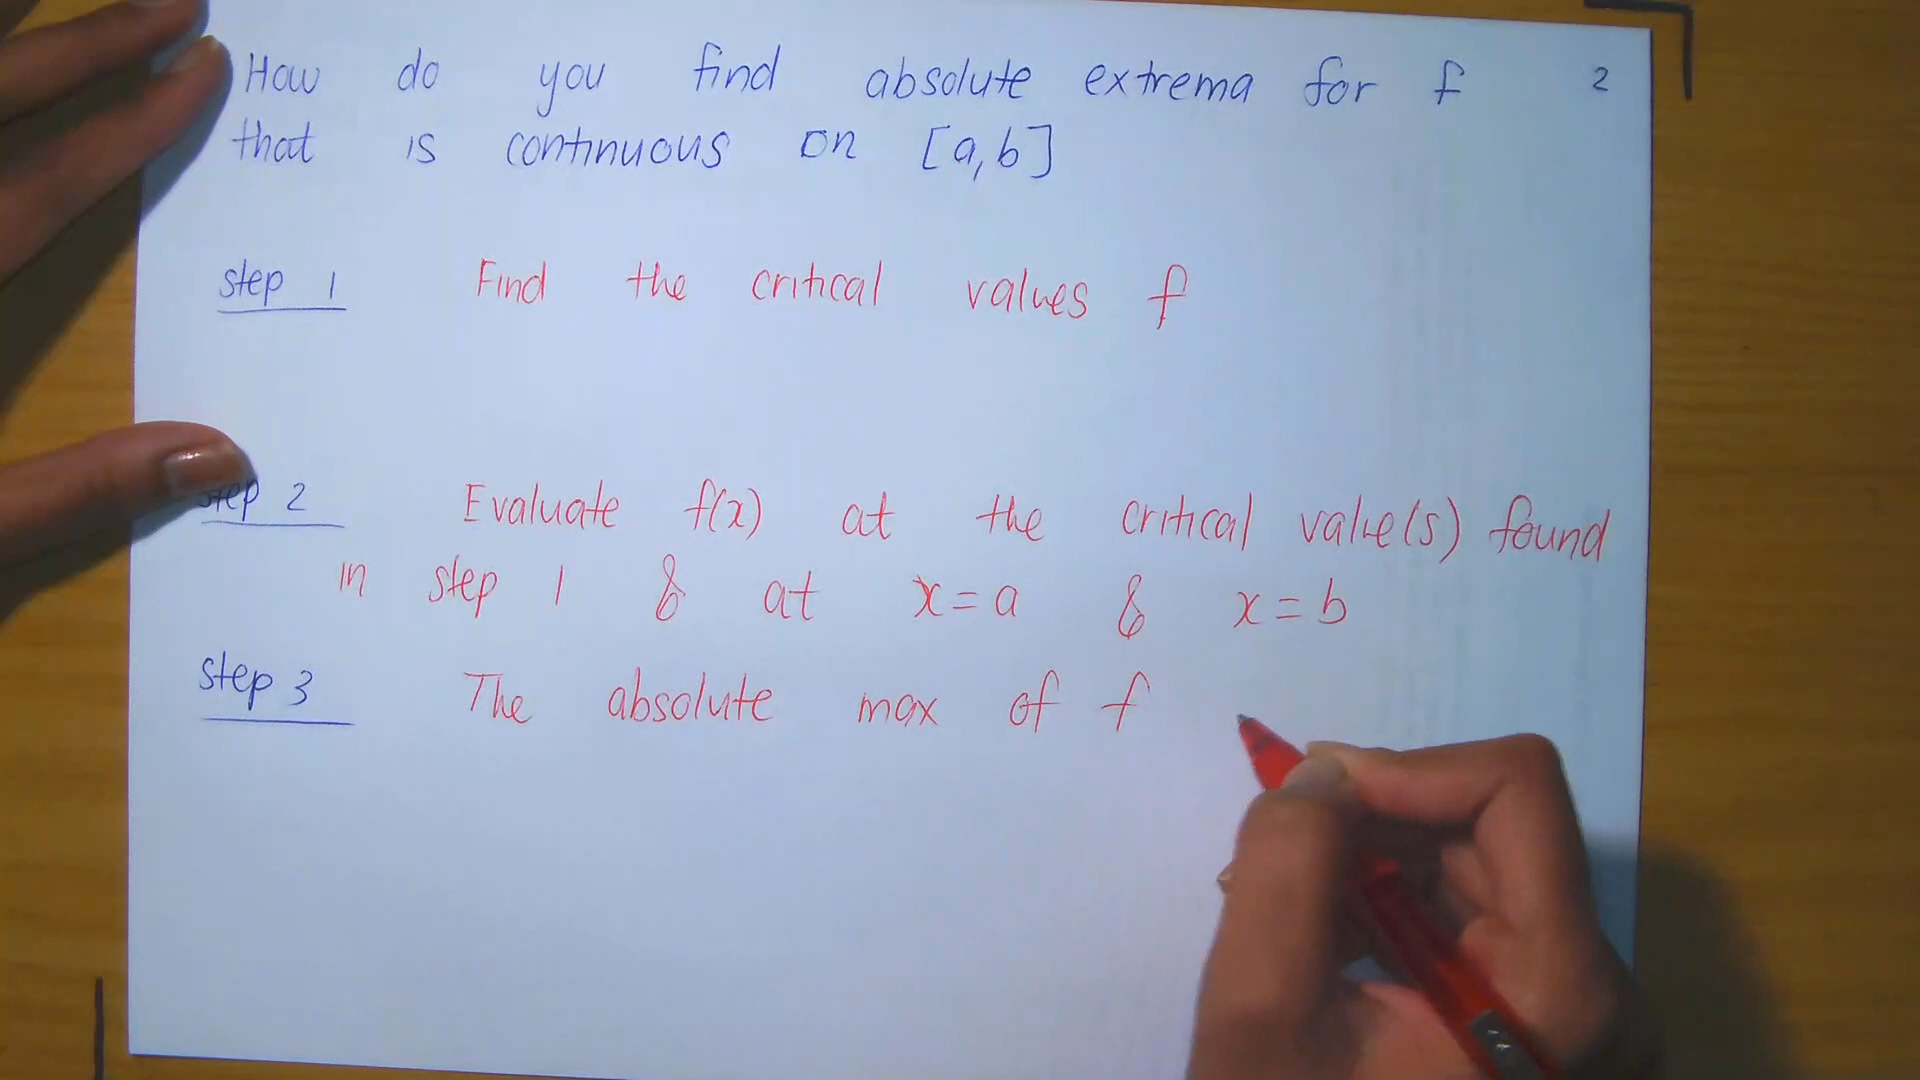 How do you find absolute extrema for f 2
that is continuous on [a,b]
step 1 Find the critical values f
step 2 Evaluate f(x) at the critical value(s) found
in step 1 & at x = a & x = b
step 3 The absolute max of f